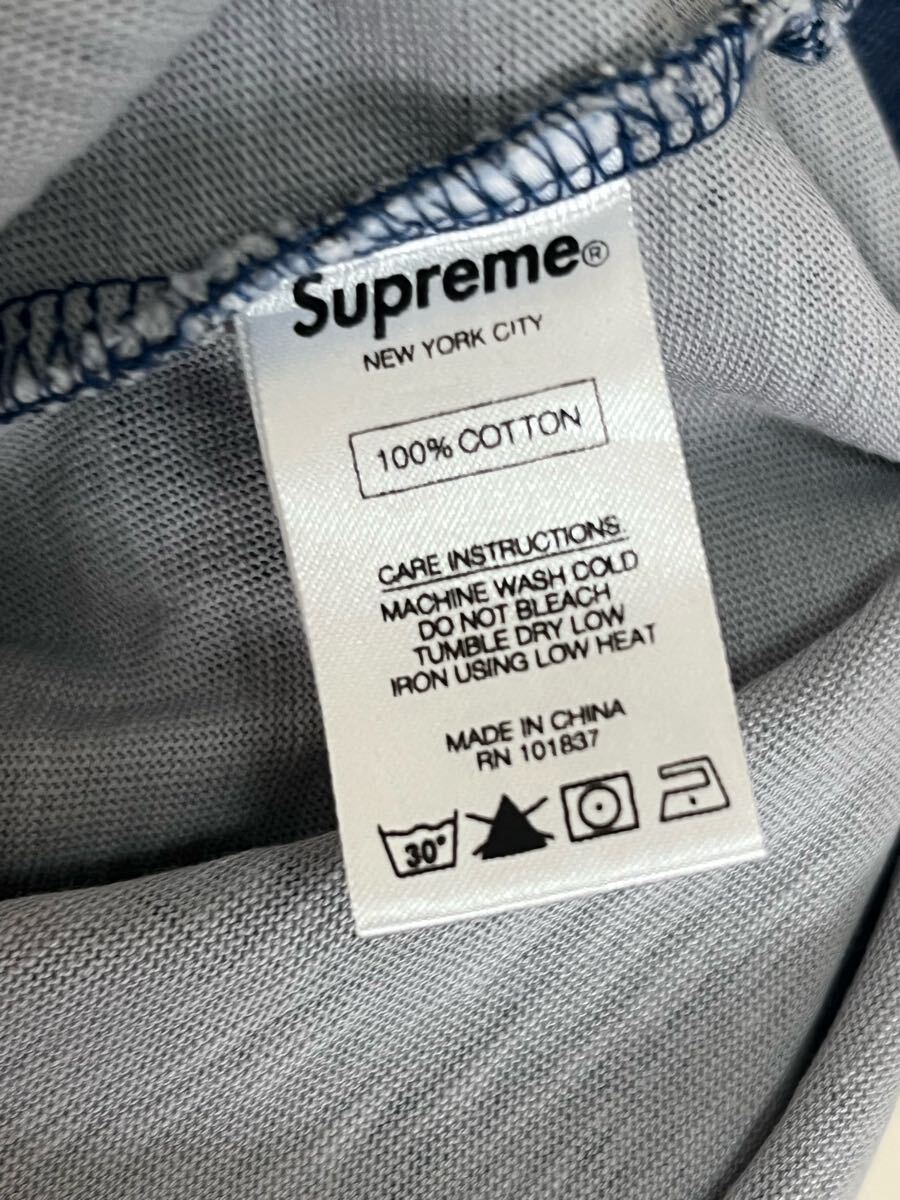 Supreme®
NEW YORK CITY
100% COTTON
CARE INSTRUCTIONS
MACHINE WASH COLD
DO NOT BLEACH
TUMBLE DRY LOW
IRON USING LOW HEAT
MADE IN CHINA
RN 101837
30°